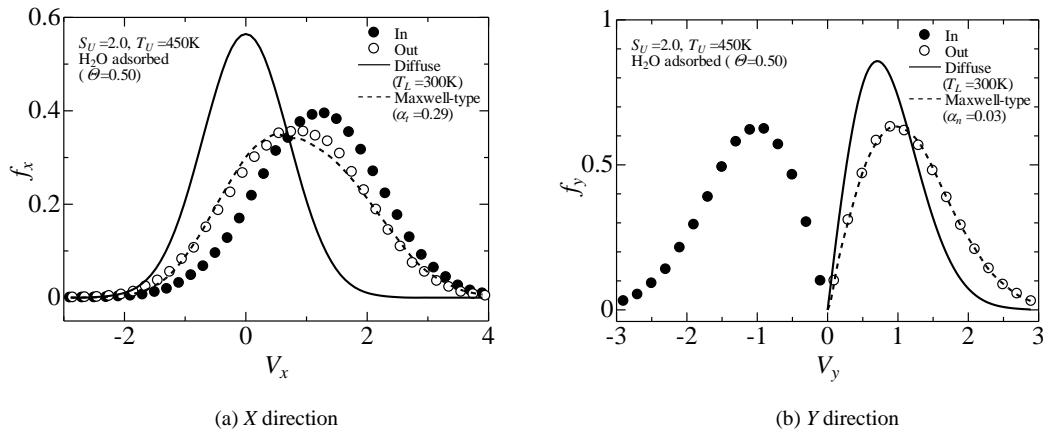 0.6
0.4
0.2
0
f_x
S_U=2.0, T_U=450K
H₂O adsorbed
( Θ=0.50)
In
Out
Diffuse
(T_L=300K)
Maxwell-type
(α_t =0.29)
-2 0 2 4
V_x
(a) X direction
1
0.5
0
f_y
S_U=2.0, T_U=450K
H₂O adsorbed ( Θ=0.50)
In
Out
Diffuse
(T_L=300K)
Maxwell-type
(α_n =0.03)
-3 -2 -1 0 1 2 3
V_y
(b) Y direction